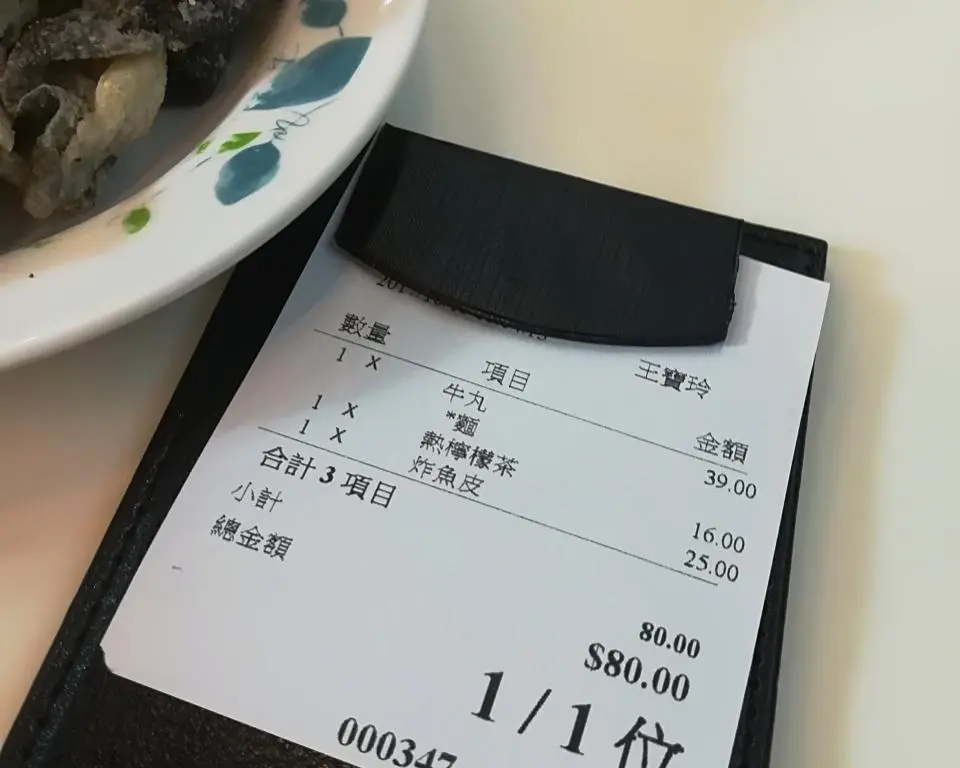 數量 項目 王寶玲 金額
1 X 牛丸 39.00
*麵
1 X 熱檸檬茶 16.00
1 X 炸魚皮 25.00
合計 3 項目
小計 80.00
總金額 $80.00
1 / 1 位
000347